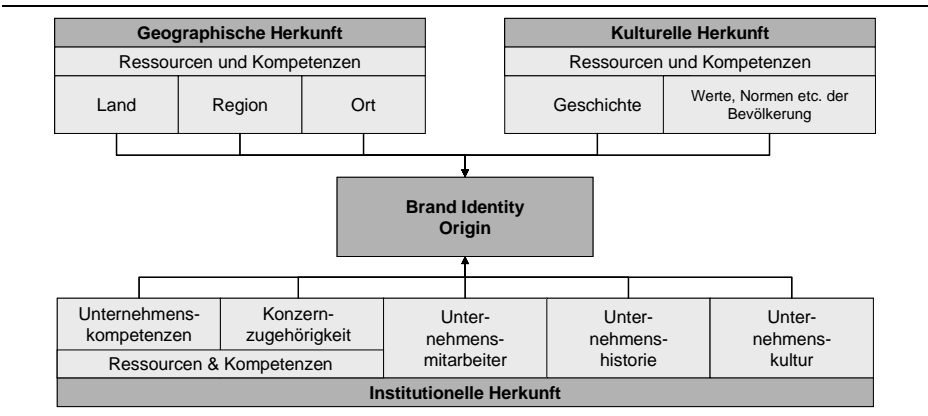 Geographische Herkunft
Ressourcen und Kompetenzen
Land
Region
Ort
Kulturelle Herkunft
Ressourcen und Kompetenzen
Geschichte
Werte, Normen etc. der
Bevölkerung
Brand Identity
Origin
Unternehmens-
kompetenzen
Konzern-
zugehörigkeit
Ressourcen & Kompetenzen
Unter-
nehmens-
mitarbeiter
Unter-
nehmens-
historie
Unter-
nehmens-
kultur
Institutionelle Herkunft